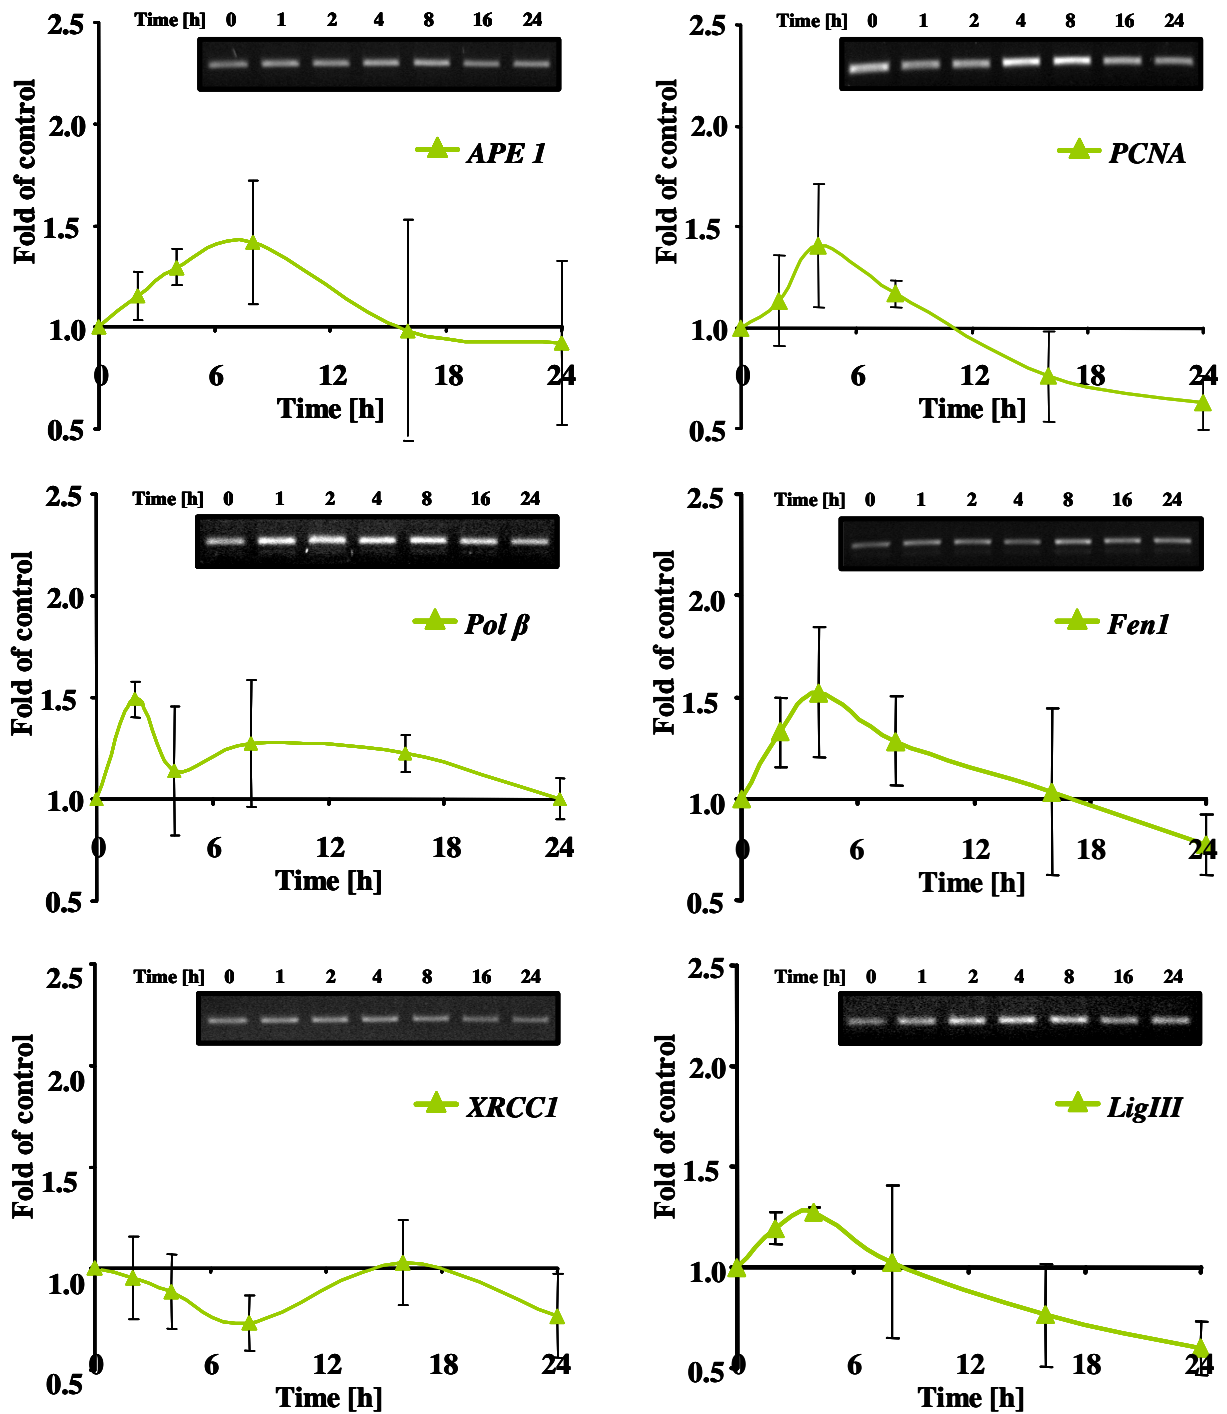 Time [h] 0 1 2 4 8 16 24
2.5
2.0
1.5
1.0
0.5
Fold of control
APE 1
0 6 12 18 24
Time [h]
Time [h] 0 1 2 4 8 16 24
2.5
2.0
1.5
1.0
0.5
Fold of control
PCNA
0 6 12 18 24
Time [h]
Time [h] 0 1 2 4 8 16 24
2.5
2.0
1.5
1.0
0.5
Fold of control
Pol β
0 6 12 18 24
Time [h]
Time [h] 0 1 2 4 8 16 24
2.5
2.0
1.5
1.0
0.5
Fold of control
Fen1
0 6 12 18 24
Time [h]
Time [h] 0 1 2 4 8 16 24
2.5
2.0
1.5
1.0
0.5
Fold of control
XRCC1
0 6 12 18 24
Time [h]
Time [h] 0 1 2 4 8 16 24
2.5
2.0
1.5
1.0
0.5
Fold of control
LigIII
0 6 12 18 24
Time [h]